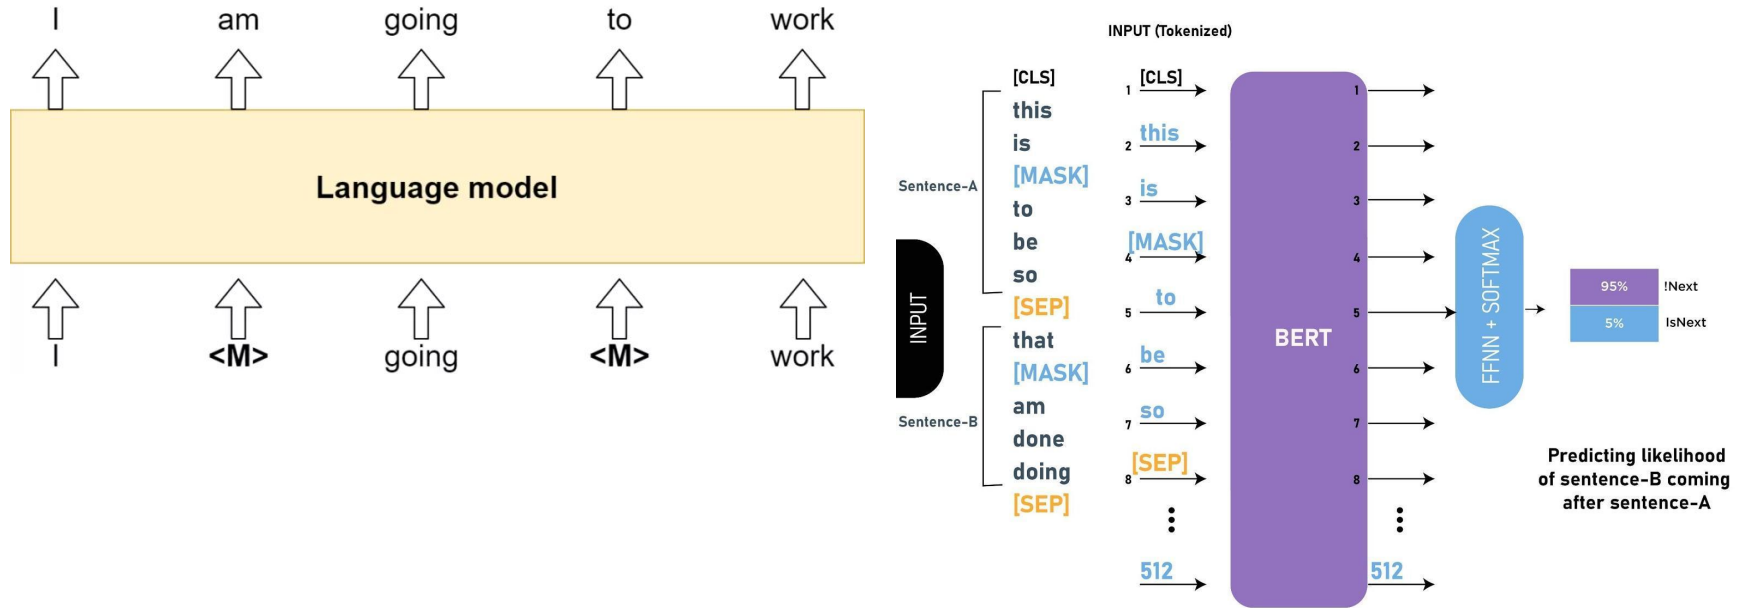 I am going to work
Language model
I <M> going <M> work
INPUT (Tokenized)
[CLS]
this
is
[MASK]
to
be
so
[SEP]
that
[MASK]
am
done
doing
[SEP]
Sentence-A
Sentence-B
INPUT
1 [CLS]
2 this
3 is
4 [MASK]
5 to
6 be
7 so
8 [SEP]
512
BERT
1
2
3
4
5
6
7
8
512
FFNN + SOFTMAX
95% !Next
5% IsNext
Predicting likelihood
of sentence-B coming
after sentence-A